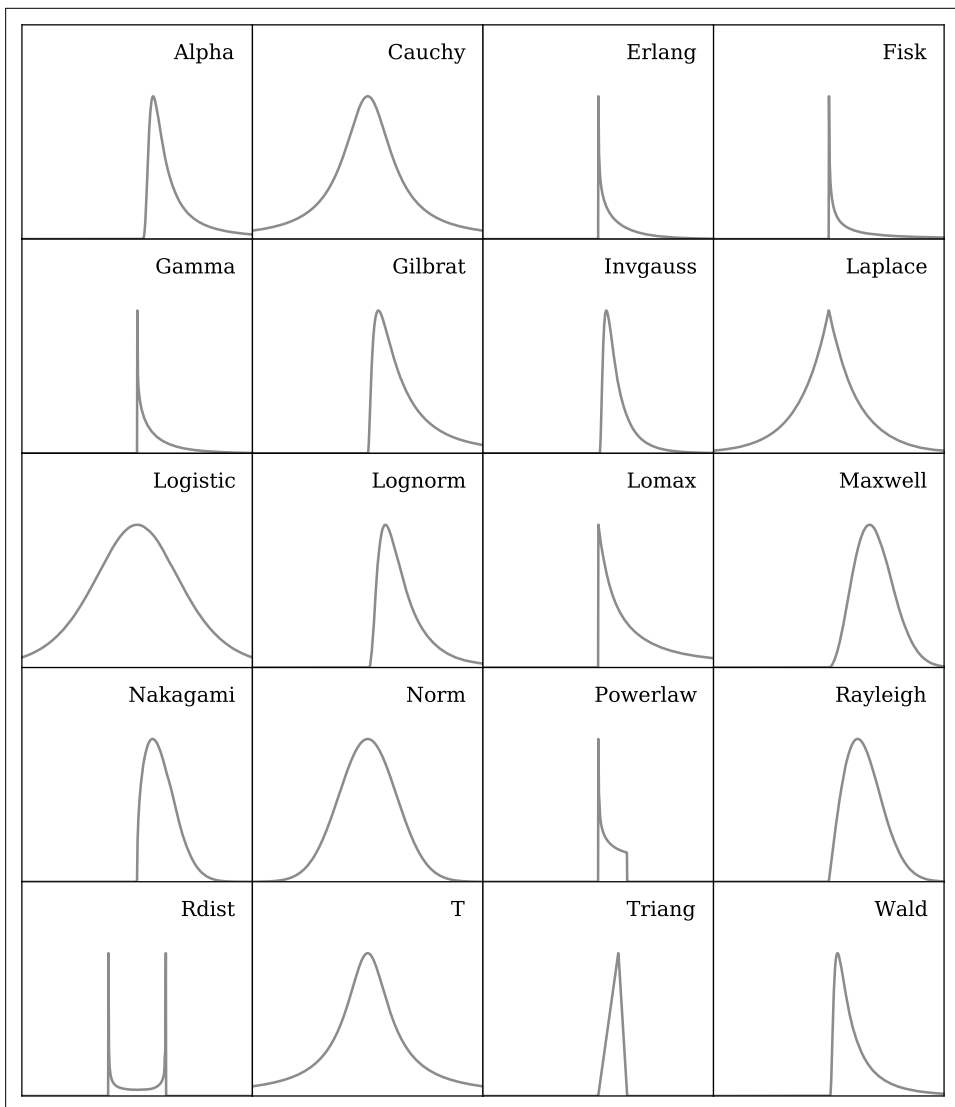 Alpha Cauchy Erlang Fisk
Gamma Gilbrat Invgauss Laplace
Logistic Lognorm Lomax Maxwell
Nakagami Norm Powerlaw Rayleigh
Rdist T Triang Wald